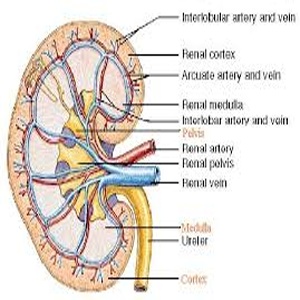 Interlobular artery and vein
Renal cortex
Arcuate artery and vein
Renal medulla
Interlobar artery and vein
Pelvis
Renal artery
Renal pelvis
Renal vein
Medulla
Ureter
Cortex